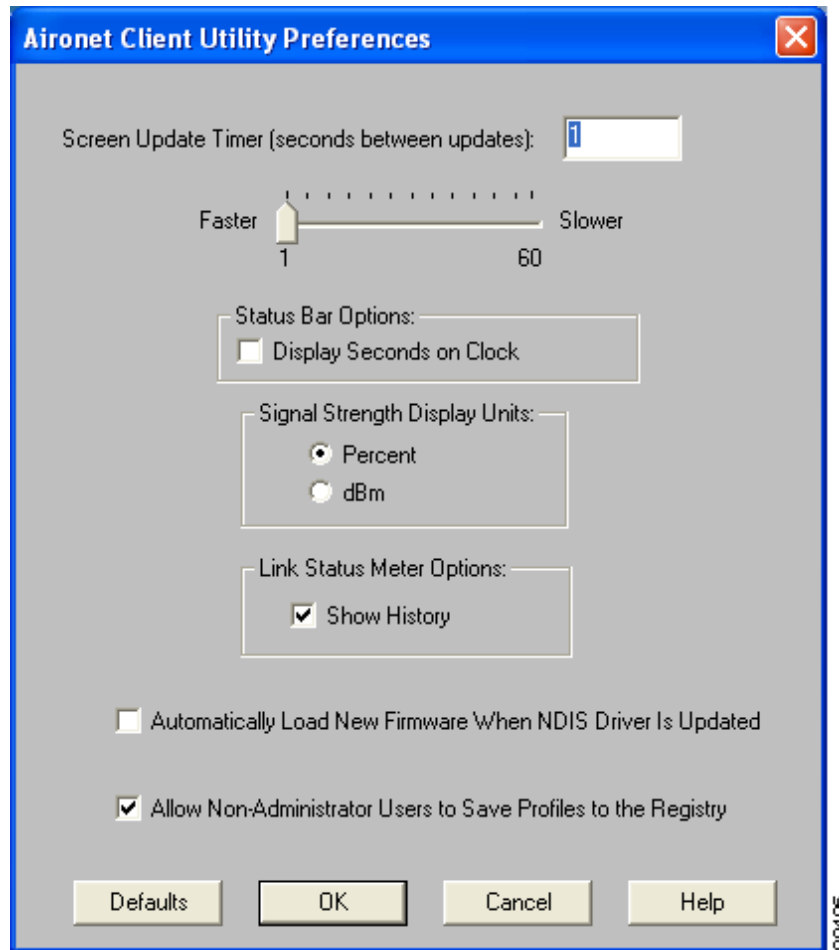 Aironet Client Utility Preferences
Screen Update Timer (seconds between updates): 1
Faster Slower
1 60
Status Bar Options:
Display Seconds on Clock
Signal Strength Display Units:
Percent
dBm
Link Status Meter Options:
Show History
Automatically Load New Firmware When NDIS Driver Is Updated
Allow Non-Administrator Users to Save Profiles to the Registry
Defaults OK Cancel Help